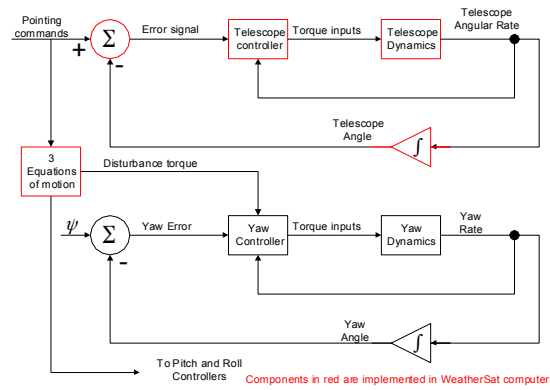 Pointing
commands
+
Σ
-
Error signal
Telescope
controller
Torque inputs
Telescope
Dynamics
Telescope
Angular Rate
Telescope
Angle
∫
3
Equations
of motion
Disturbance torque
ψ
Σ
-
Yaw Error
Yaw
Controller
Torque inputs
Yaw
Dynamics
Yaw
Rate
Yaw
Angle
∫
To Pitch and Roll
Controllers
Components in red are implemented in WeatherSat computer